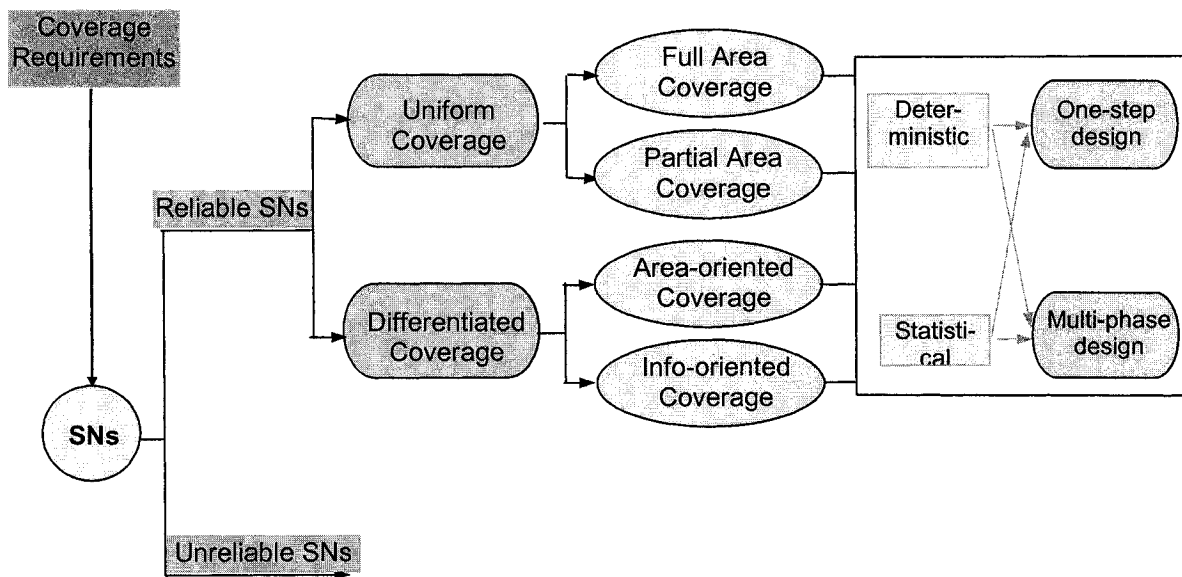 Coverage
Requirements
SNs
Reliable SNs
Unreliable SNs
Uniform
Coverage
Differentiated
Coverage
Full Area
Coverage
Partial Area
Coverage
Area-oriented
Coverage
Info-oriented
Coverage
Deter-
ministic
Statisti-
cal
One-step
design
Multi-phase
design